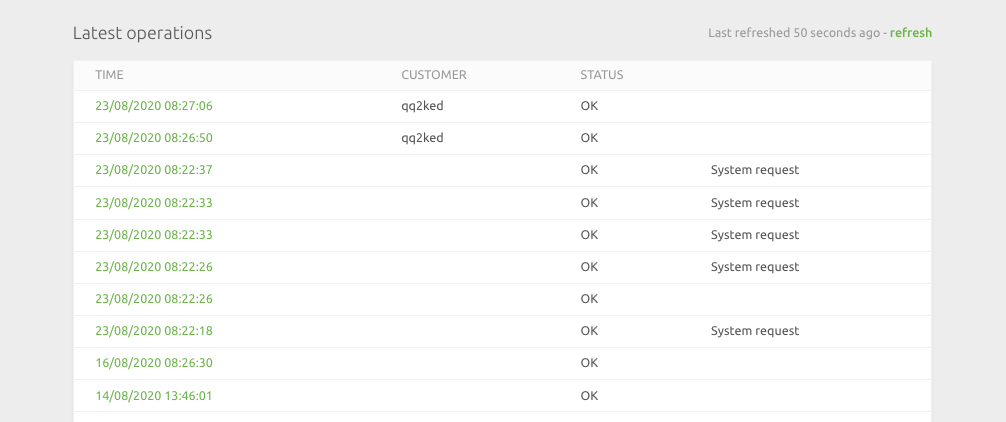 Latest operations Last refreshed 50 seconds ago - refresh
TIME CUSTOMER STATUS
23/08/2020 08:27:06 qq2ked OK
23/08/2020 08:26:50 qq2ked OK
23/08/2020 08:22:37 OK System request
23/08/2020 08:22:33 OK System request
23/08/2020 08:22:33 OK System request
23/08/2020 08:22:26 OK System request
23/08/2020 08:22:26 OK
23/08/2020 08:22:18 OK System request
16/08/2020 08:26:30 OK
14/08/2020 13:46:01 OK